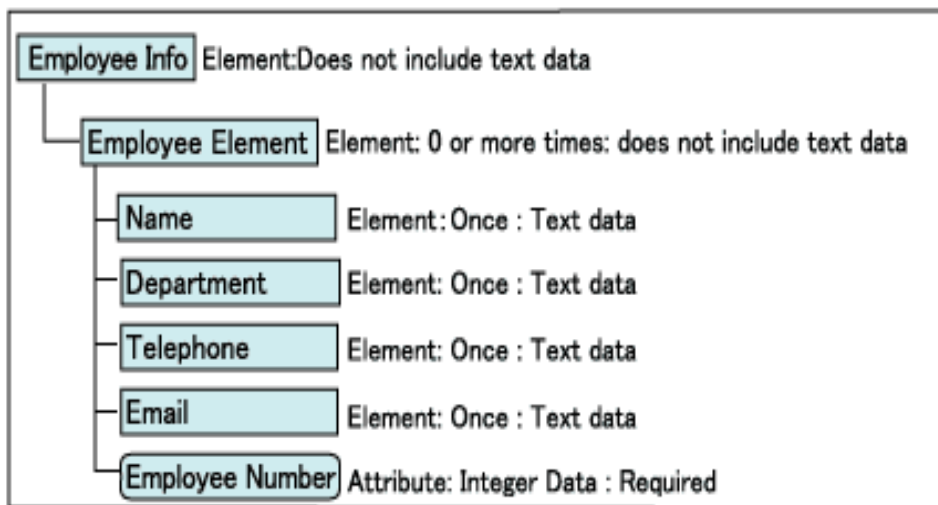 Employee Info Element:Does not include text data
Employee Element Element: 0 or more times: does not include text data
Name Element: Once : Text data
Department Element: Once : Text data
Telephone Element: Once : Text data
Email Element: Once : Text data
Employee Number Attribute: Integer Data : Required